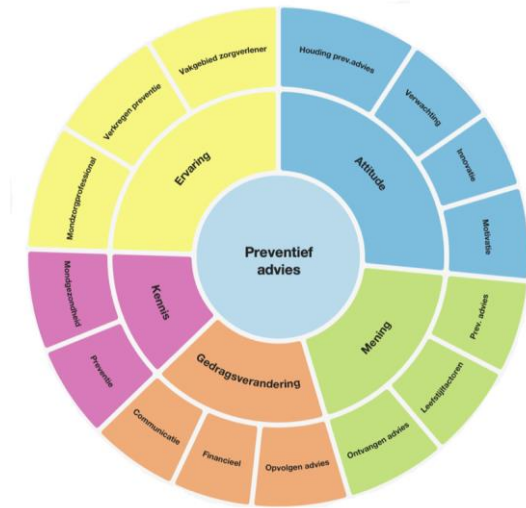 Preventief
advies
Attitude
Houding prev.advies
Verwachting
Innovatie
Motivatie
Mening
Prev. advies
Leefstijlfactoren
Ontvangen advies
Gedragsverandering
Opvolgen advies
Financieel
Communicatie
Kennis
Preventie
Mondgezondheid
Ervaring
Mondzorgprofessional
Verkregen preventie
Vakgebied zorgverlener